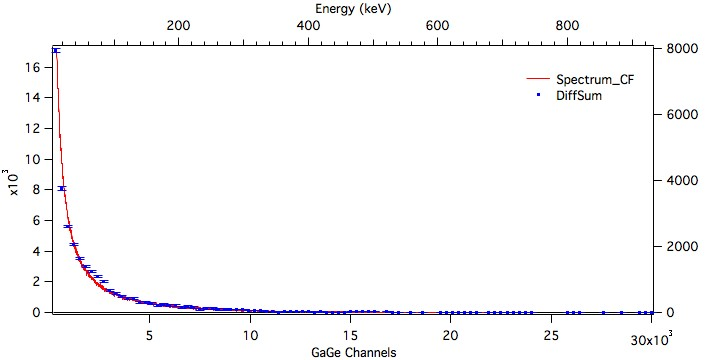 Energy (keV)
200 400 600 800
16
14
12
10
8
6
4
2
0
x10³
8000
6000
4000
2000
0
Spectrum_CF
DiffSum
5 10 15 20 25 30x10³
GaGe Channels